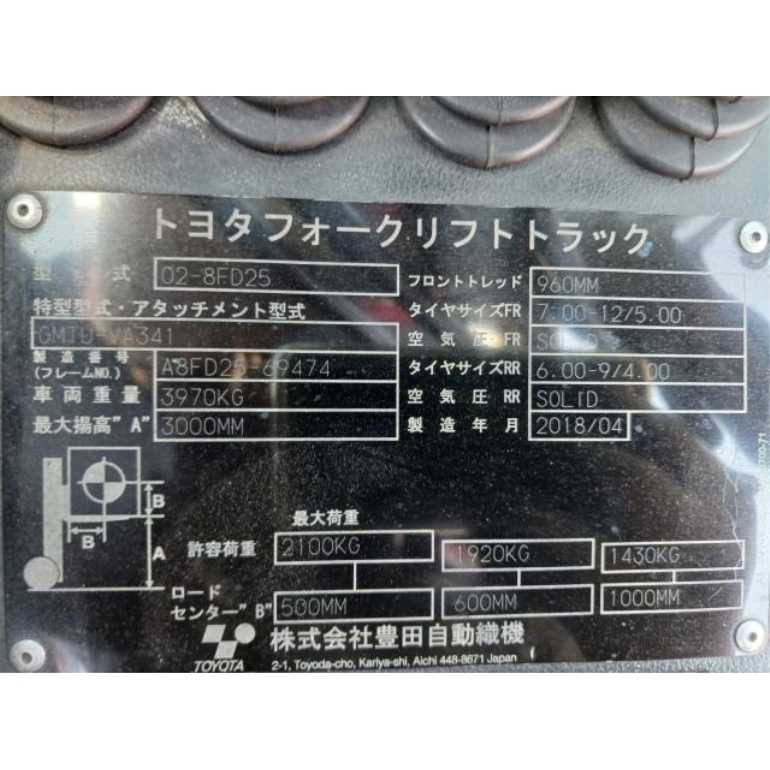 トヨタフォークリフトトラック
型 式 02-8FD25 フロントトレッド 960MM
特型型式・アタッチメント型式 タイヤサイズFR 7.00-12/5.00
空気圧 FR SOLID
製造番号
(フレームNO.) A8FD25-69474 タイヤサイズRR 6.00-9/4.00
車両重量 3970KG 空気圧 RR SOLID
最大揚高"A" 3000MM 製造年月 2018/04
B
B A
最大荷重
許容荷重 2100KG 1920KG 1430KG
ロード
センター"B" 500MM 600MM 1000MM
TOYOTA 株式会社豊田自動織機
2-1, Toyoda-cho, Kariya-shi, Aichi 448-8671 Japan